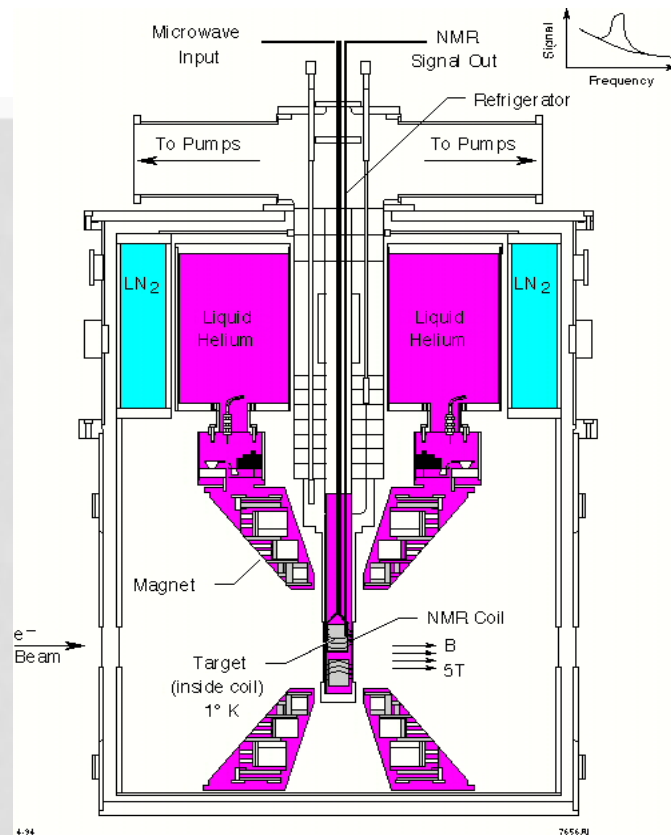 Microwave
Input
NMR
Signal Out
Signal
Frequency
Refrigerator
To Pumps
To Pumps
LN2
Liquid
Helium
Liquid
Helium
LN2
Magnet
e–
Beam
NMR Coil
Target
(inside coil)
1° K
B
5T
4-94
7656A1